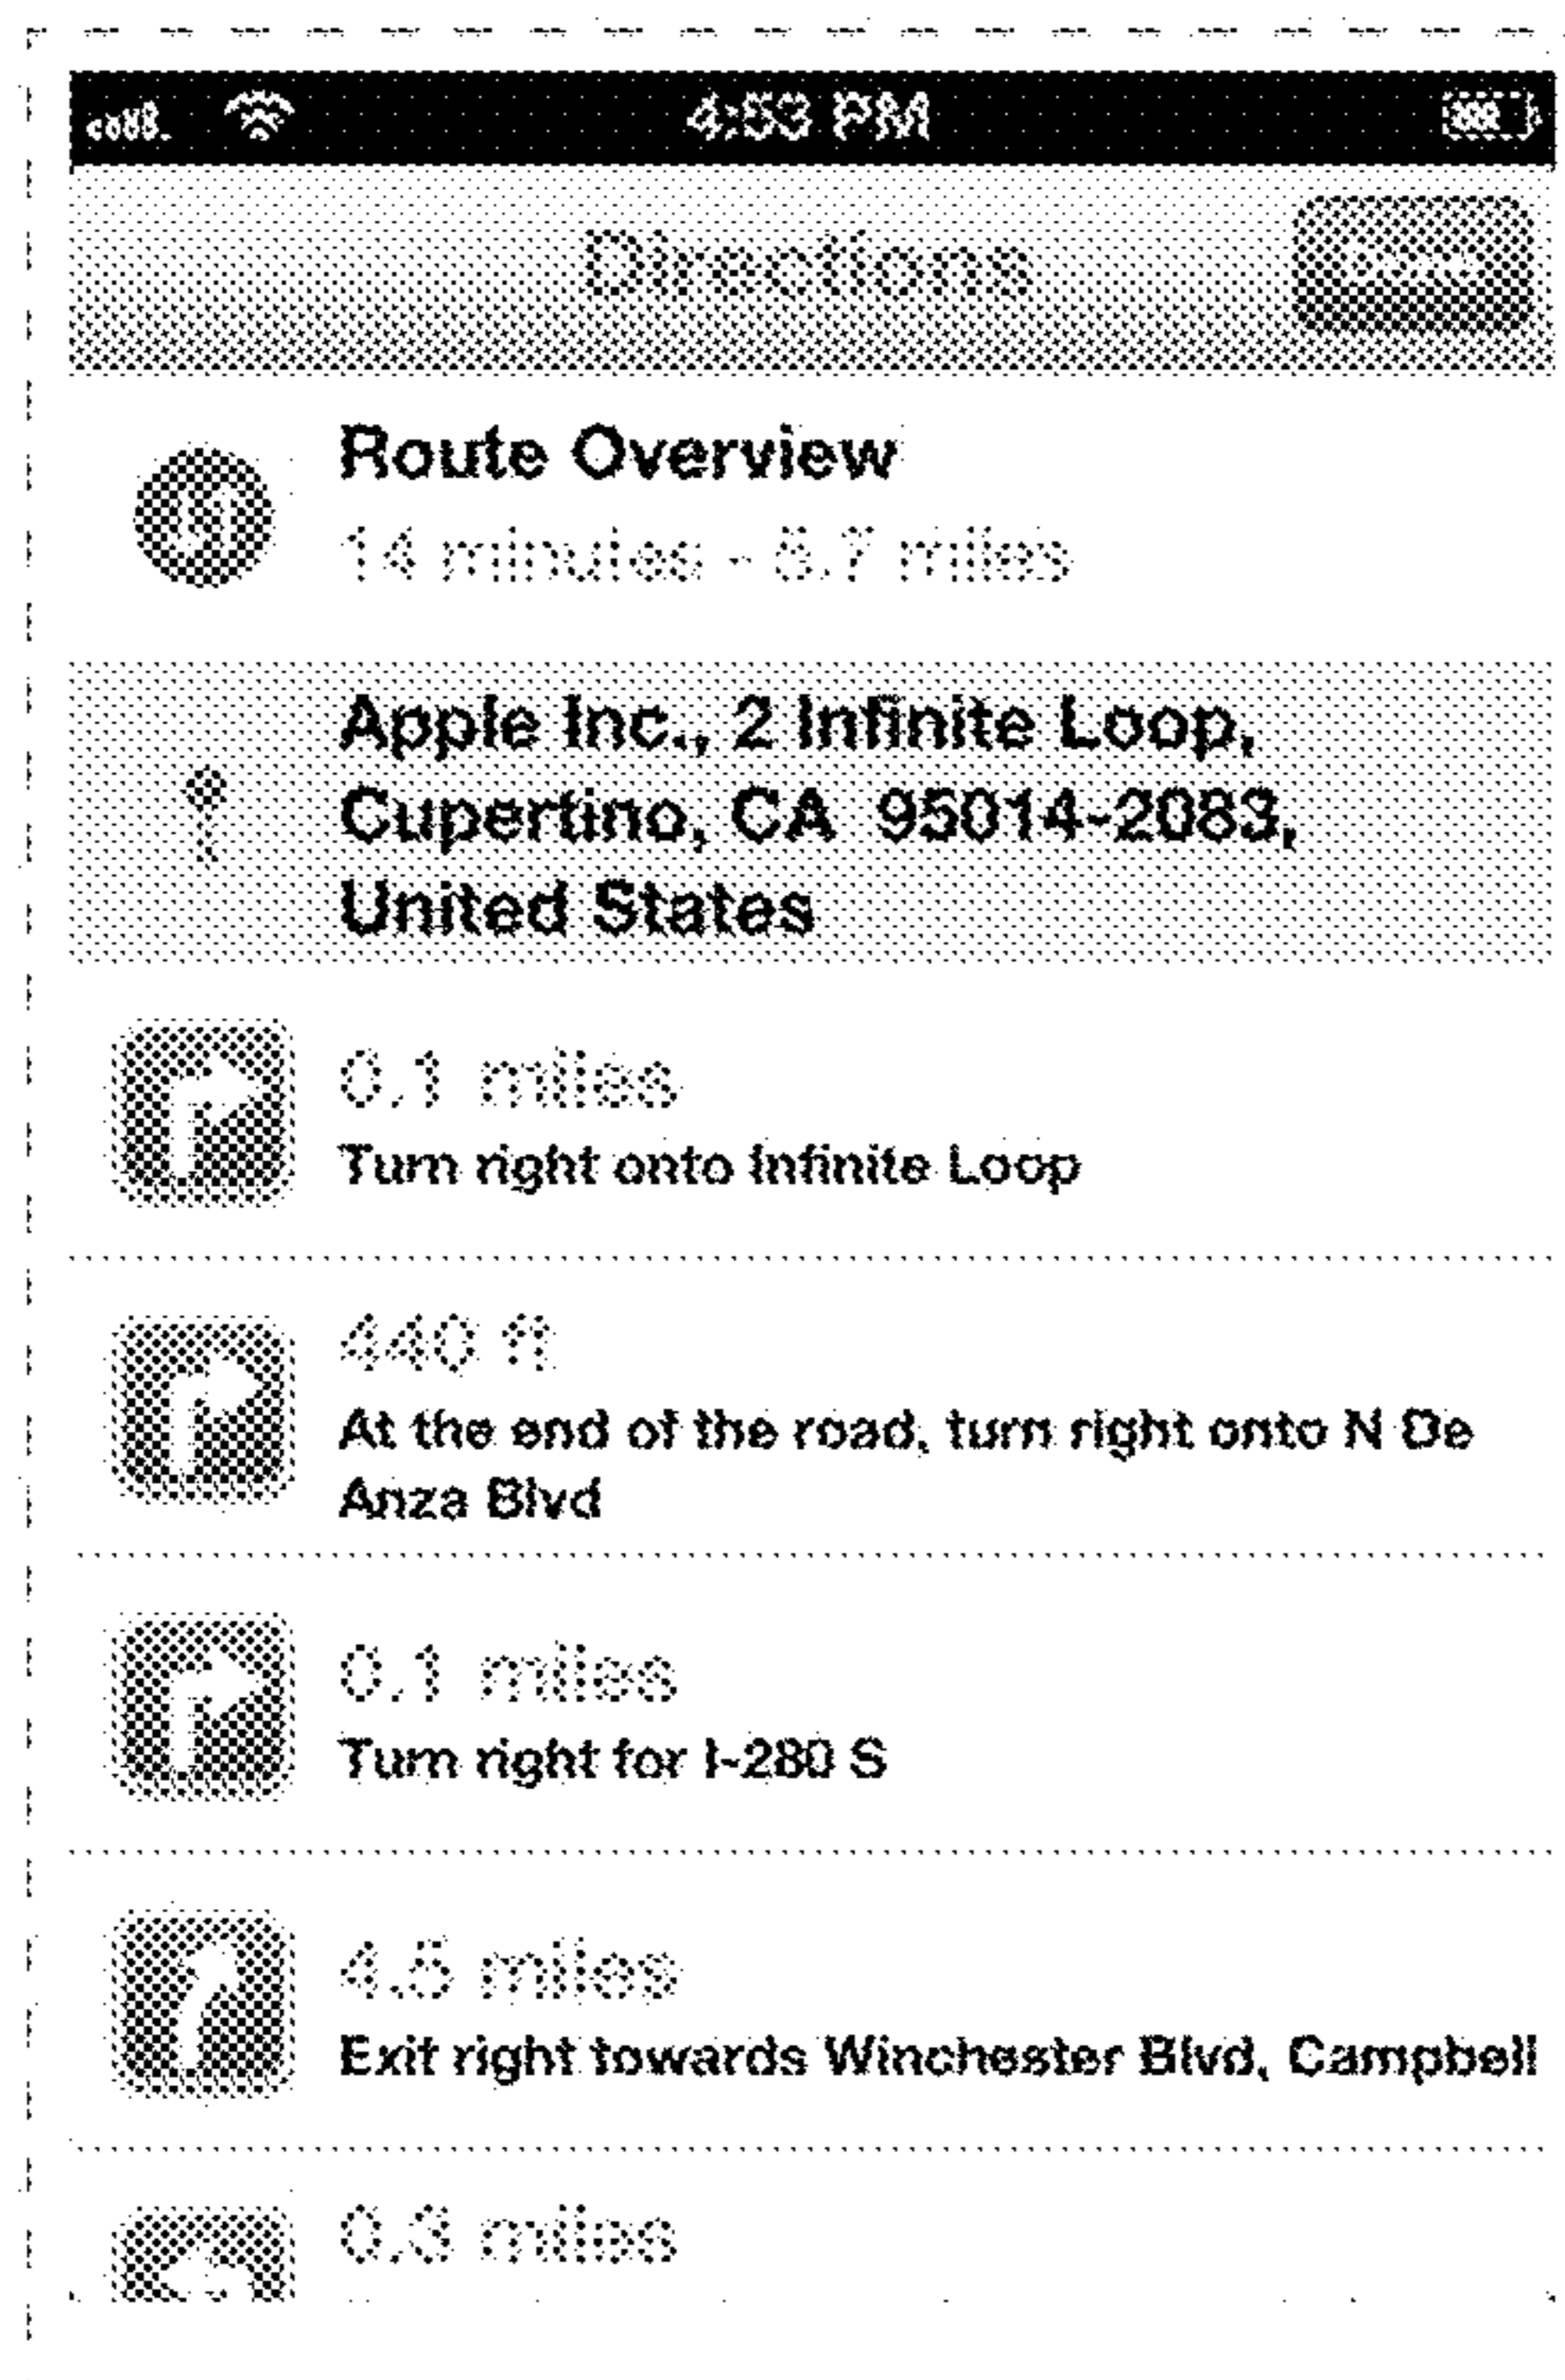 4:53 PM
Directions
Route Overview
14 minutes - miles
Apple Inc., 2 Infinite Loop,
Cupertino, CA 95014-2083,
United States
0.1 miles
Turn right onto Infinite Loop
440 ft
At the end of the road, turn right onto N De
Anza Blvd
0.1 miles
Turn right for I-280 S
4.5 miles
Exit right towards Winchester Blvd, Campbell
0.3 miles